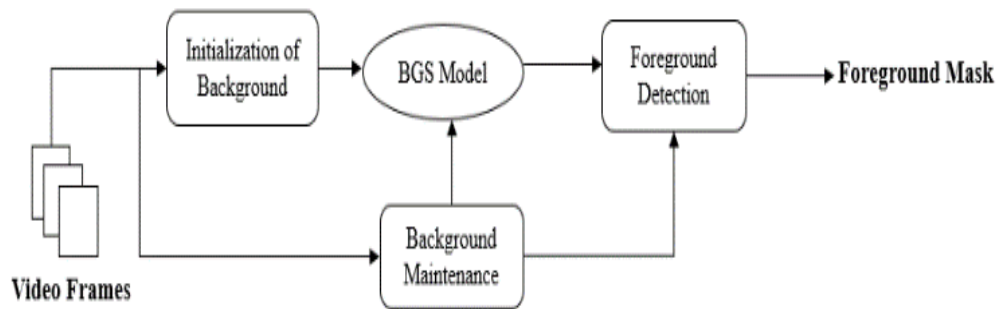 Initialization of
Background
BGS Model
Foreground
Detection
Foreground Mask
Background
Maintenance
Video Frames